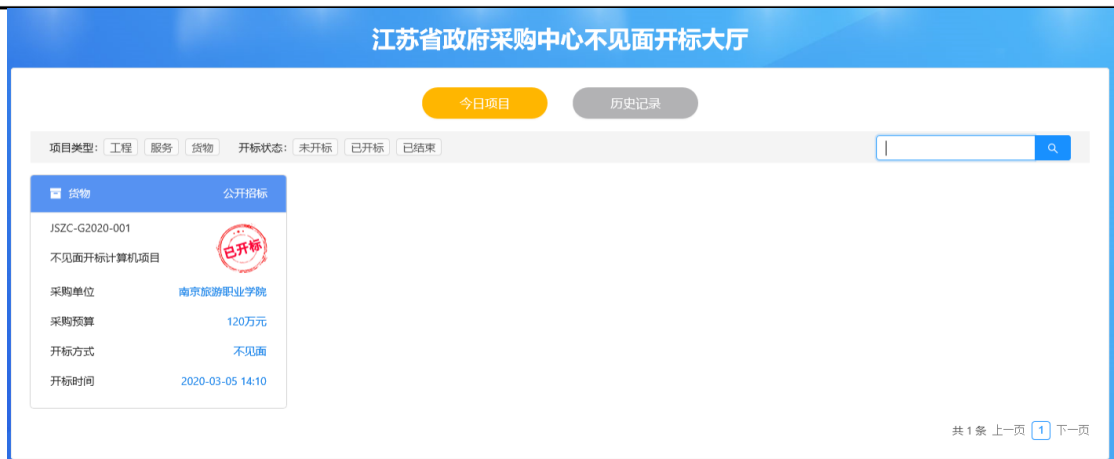 江苏省政府采购中心不见面开标大厅
今日项目 历史记录
项目类型: 工程 服务 货物 开标状态: 未开标 已开标 已结束
货物 公开招标
JSZC-G2020-001
已开标
不见面开标计算机项目
采购单位 南京旅游职业学院
采购预算 120万元
开标方式 不见面
开标时间 2020-03-05 14:10
共1条 上一页 1 下一页